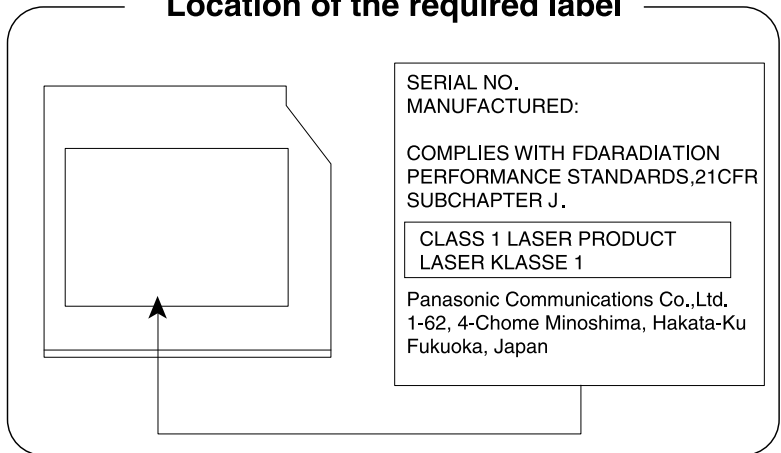 Location of the required label
SERIAL NO.
MANUFACTURED:
COMPLIES WITH FDARADIATION
PERFORMANCE STANDARDS,21CFR
SUBCHAPTER J.
CLASS 1 LASER PRODUCT
LASER KLASSE 1
Panasonic Communications Co.,Ltd.
1-62, 4-Chome Minoshima, Hakata-Ku
Fukuoka, Japan